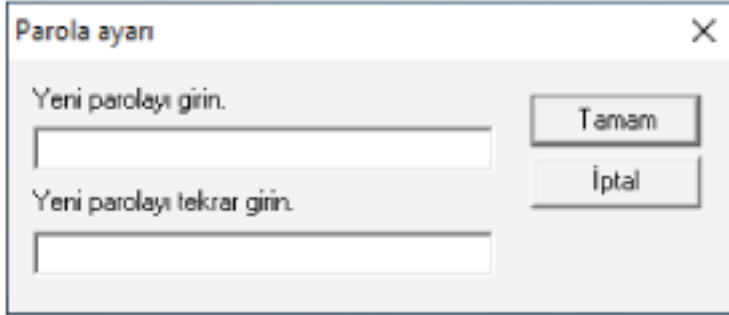 Parola ayarı
Yeni parolayı girin.
Tamam
İptal
Yeni parolayı tekrar girin.